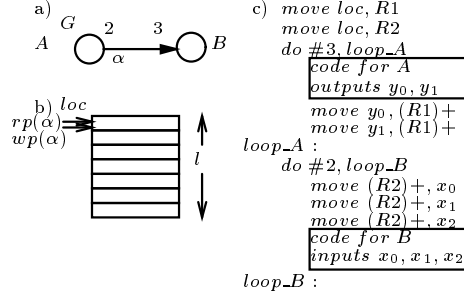 a)
G
A 2 3 B
α
b) loc
rp(α)
wp(α)
l
c) move loc, R1
move loc, R2
do #3, loop_A
code for A
outputs y₀, y₁
move y₀, (R1)+
move y₁, (R1)+
loop_A :
do #2, loop_B
move (R2)+, x₀
move (R2)+, x₁
move (R2)+, x₂
code for B
inputs x₀, x₁, x₂
loop_B :